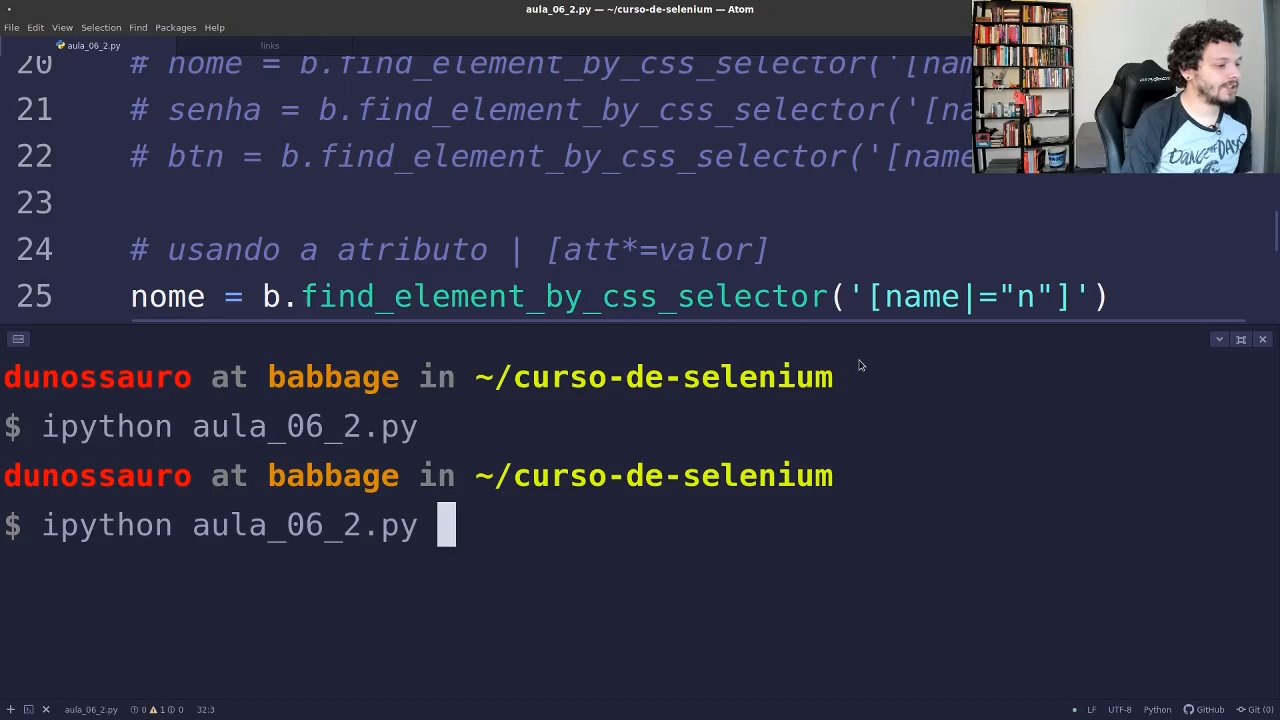 aula_06_2.py — ~/curso-de-selenium — Atom
File Edit View Selection Find Packages Help
aula_06_2.py links
20 # nome = b.find_element_by_css_selector('[nam
21 # senha = b.find_element_by_css_selector('[na
22 # btn = b.find_element_by_css_selector('[name
23
24 # usando a atributo | [att*=valor]
25 nome = b.find_element_by_css_selector('[name|="n"]')
dunossauro at babbage in ~/curso-de-selenium
$ ipython aula_06_2.py
dunossauro at babbage in ~/curso-de-selenium
$ ipython aula_06_2.py
aula_06_2.py 0 1 0 32:3 LF UTF-8 Python GitHub Git (0)